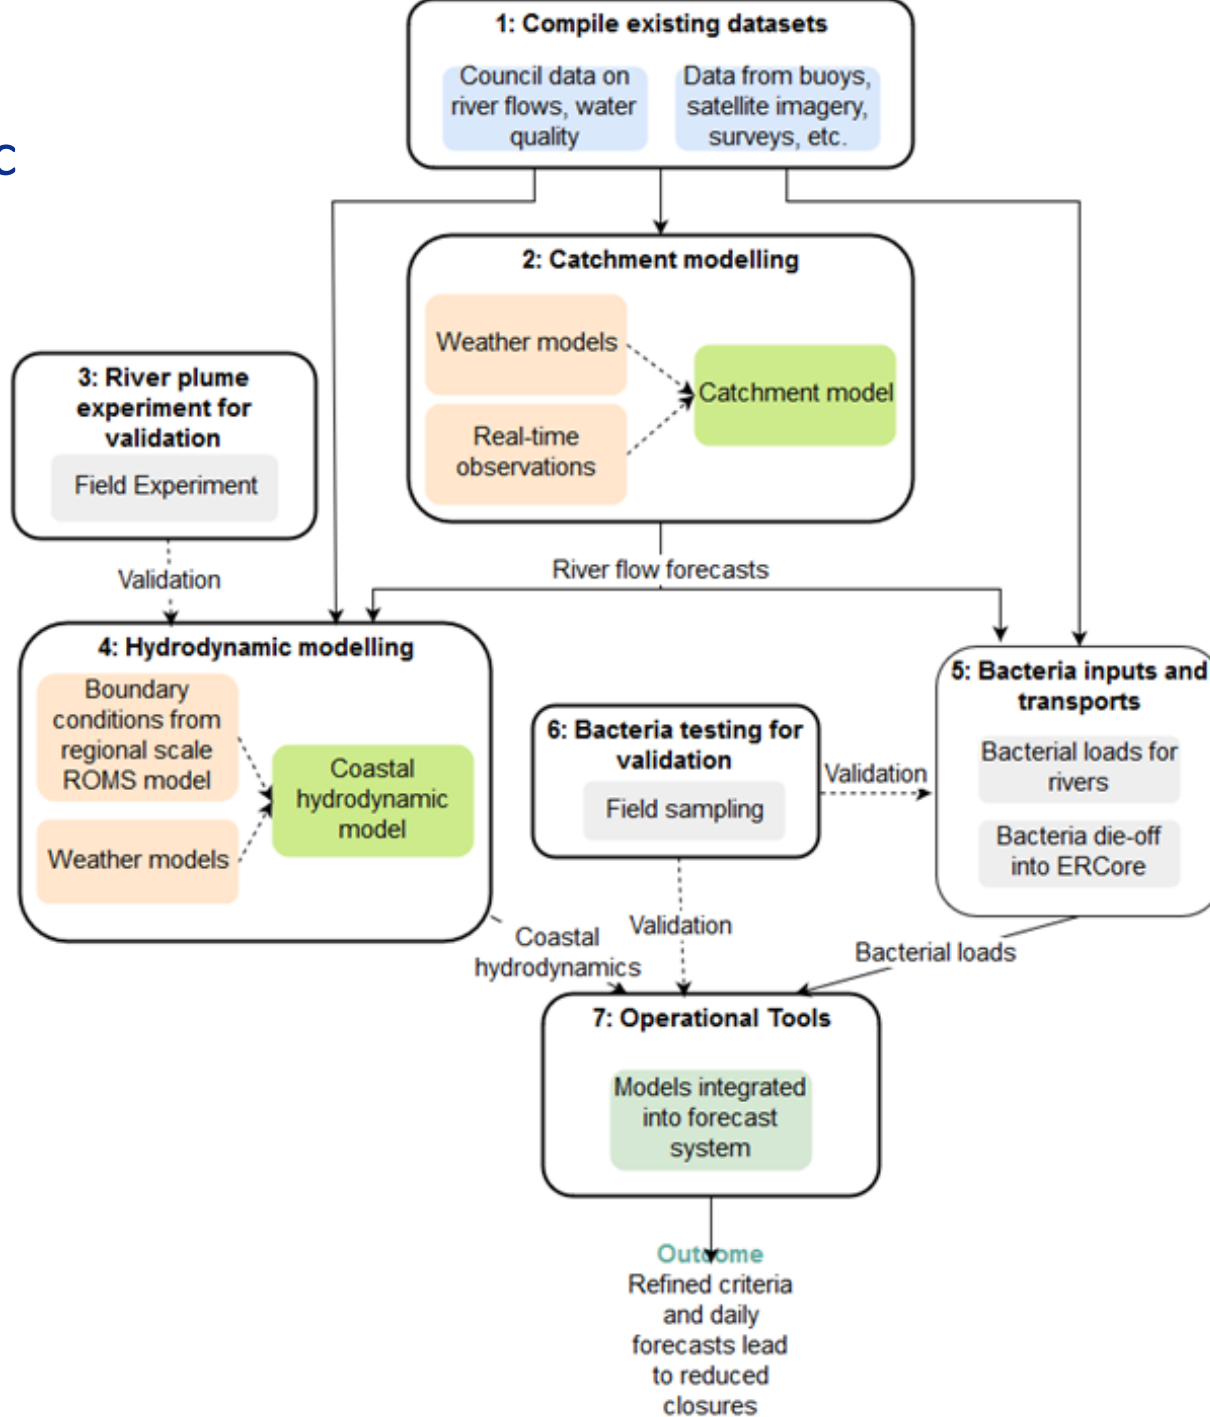 1: Compile existing datasets
Council data on
river flows, water
quality
Data from buoys,
satellite imagery,
surveys, etc.
c
2: Catchment modelling
Weather models
Catchment model
Real-time
observations
3: River plume
experiment for
validation
Field Experiment
Validation
River flow forecasts
4: Hydrodynamic modelling
Boundary
conditions from
regional scale
ROMS model
Coastal
hydrodynamic
model
Weather models
5: Bacteria inputs and
transports
Bacterial loads for
rivers
Bacteria die-off
into ERCore
6: Bacteria testing for
validation
Field sampling
Validation
Validation
Coastal
hydrodynamics
Bacterial loads
7: Operational Tools
Models integrated
into forecast
system
Outcome
Refined criteria
and daily
forecasts lead
to reduced
closures